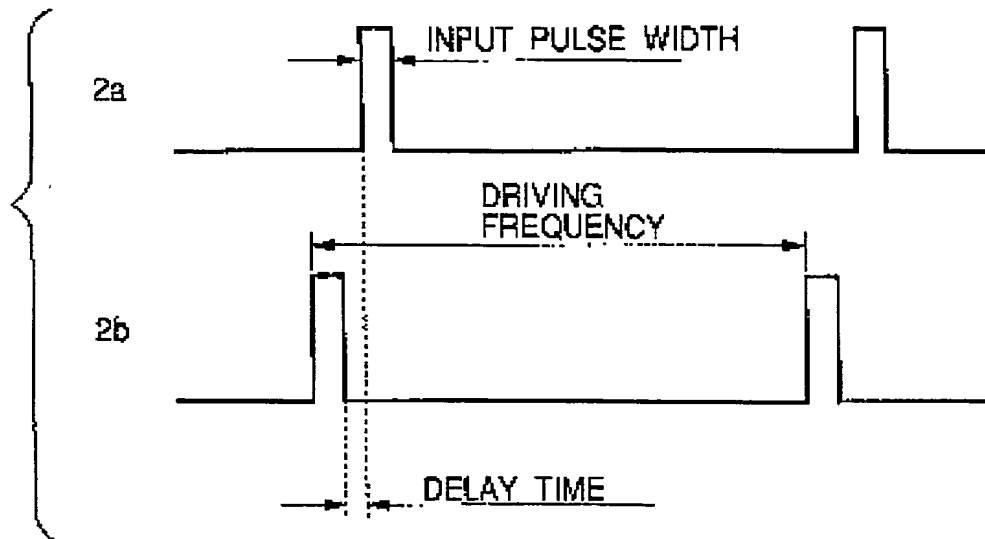 INPUT PULSE WIDTH
2a
DRIVING
FREQUENCY
2b
DELAY TIME